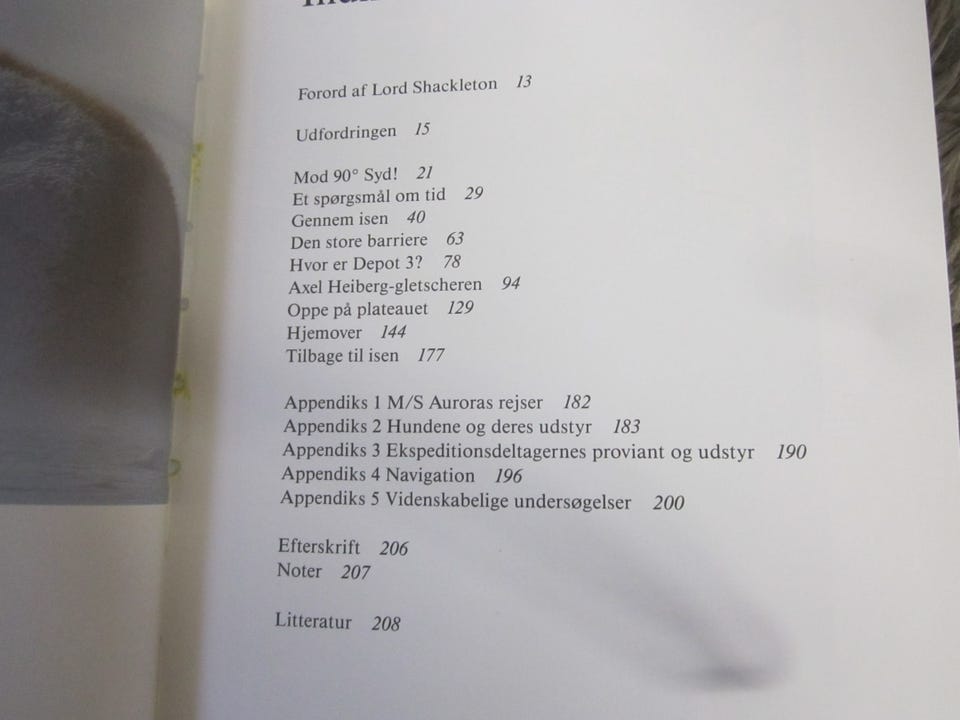 Forord af Lord Shackleton 13
Udfordringen 15
Mod 90° Syd! 21
Et spørgsmål om tid 29
Gennem isen 40
Den store barriere 63
Hvor er Depot 3? 78
Axel Heiberg-gletscheren 94
Oppe på plateauet 129
Hjemover 144
Tilbage til isen 177
Appendiks 1 M/S Auroras rejser 182
Appendiks 2 Hundene og deres udstyr 183
Appendiks 3 Ekspeditionsdeltagernes proviant og udstyr 190
Appendiks 4 Navigation 196
Appendiks 5 Videnskabelige undersøgelser 200
Efterskrift 206
Noter 207
Litteratur 208